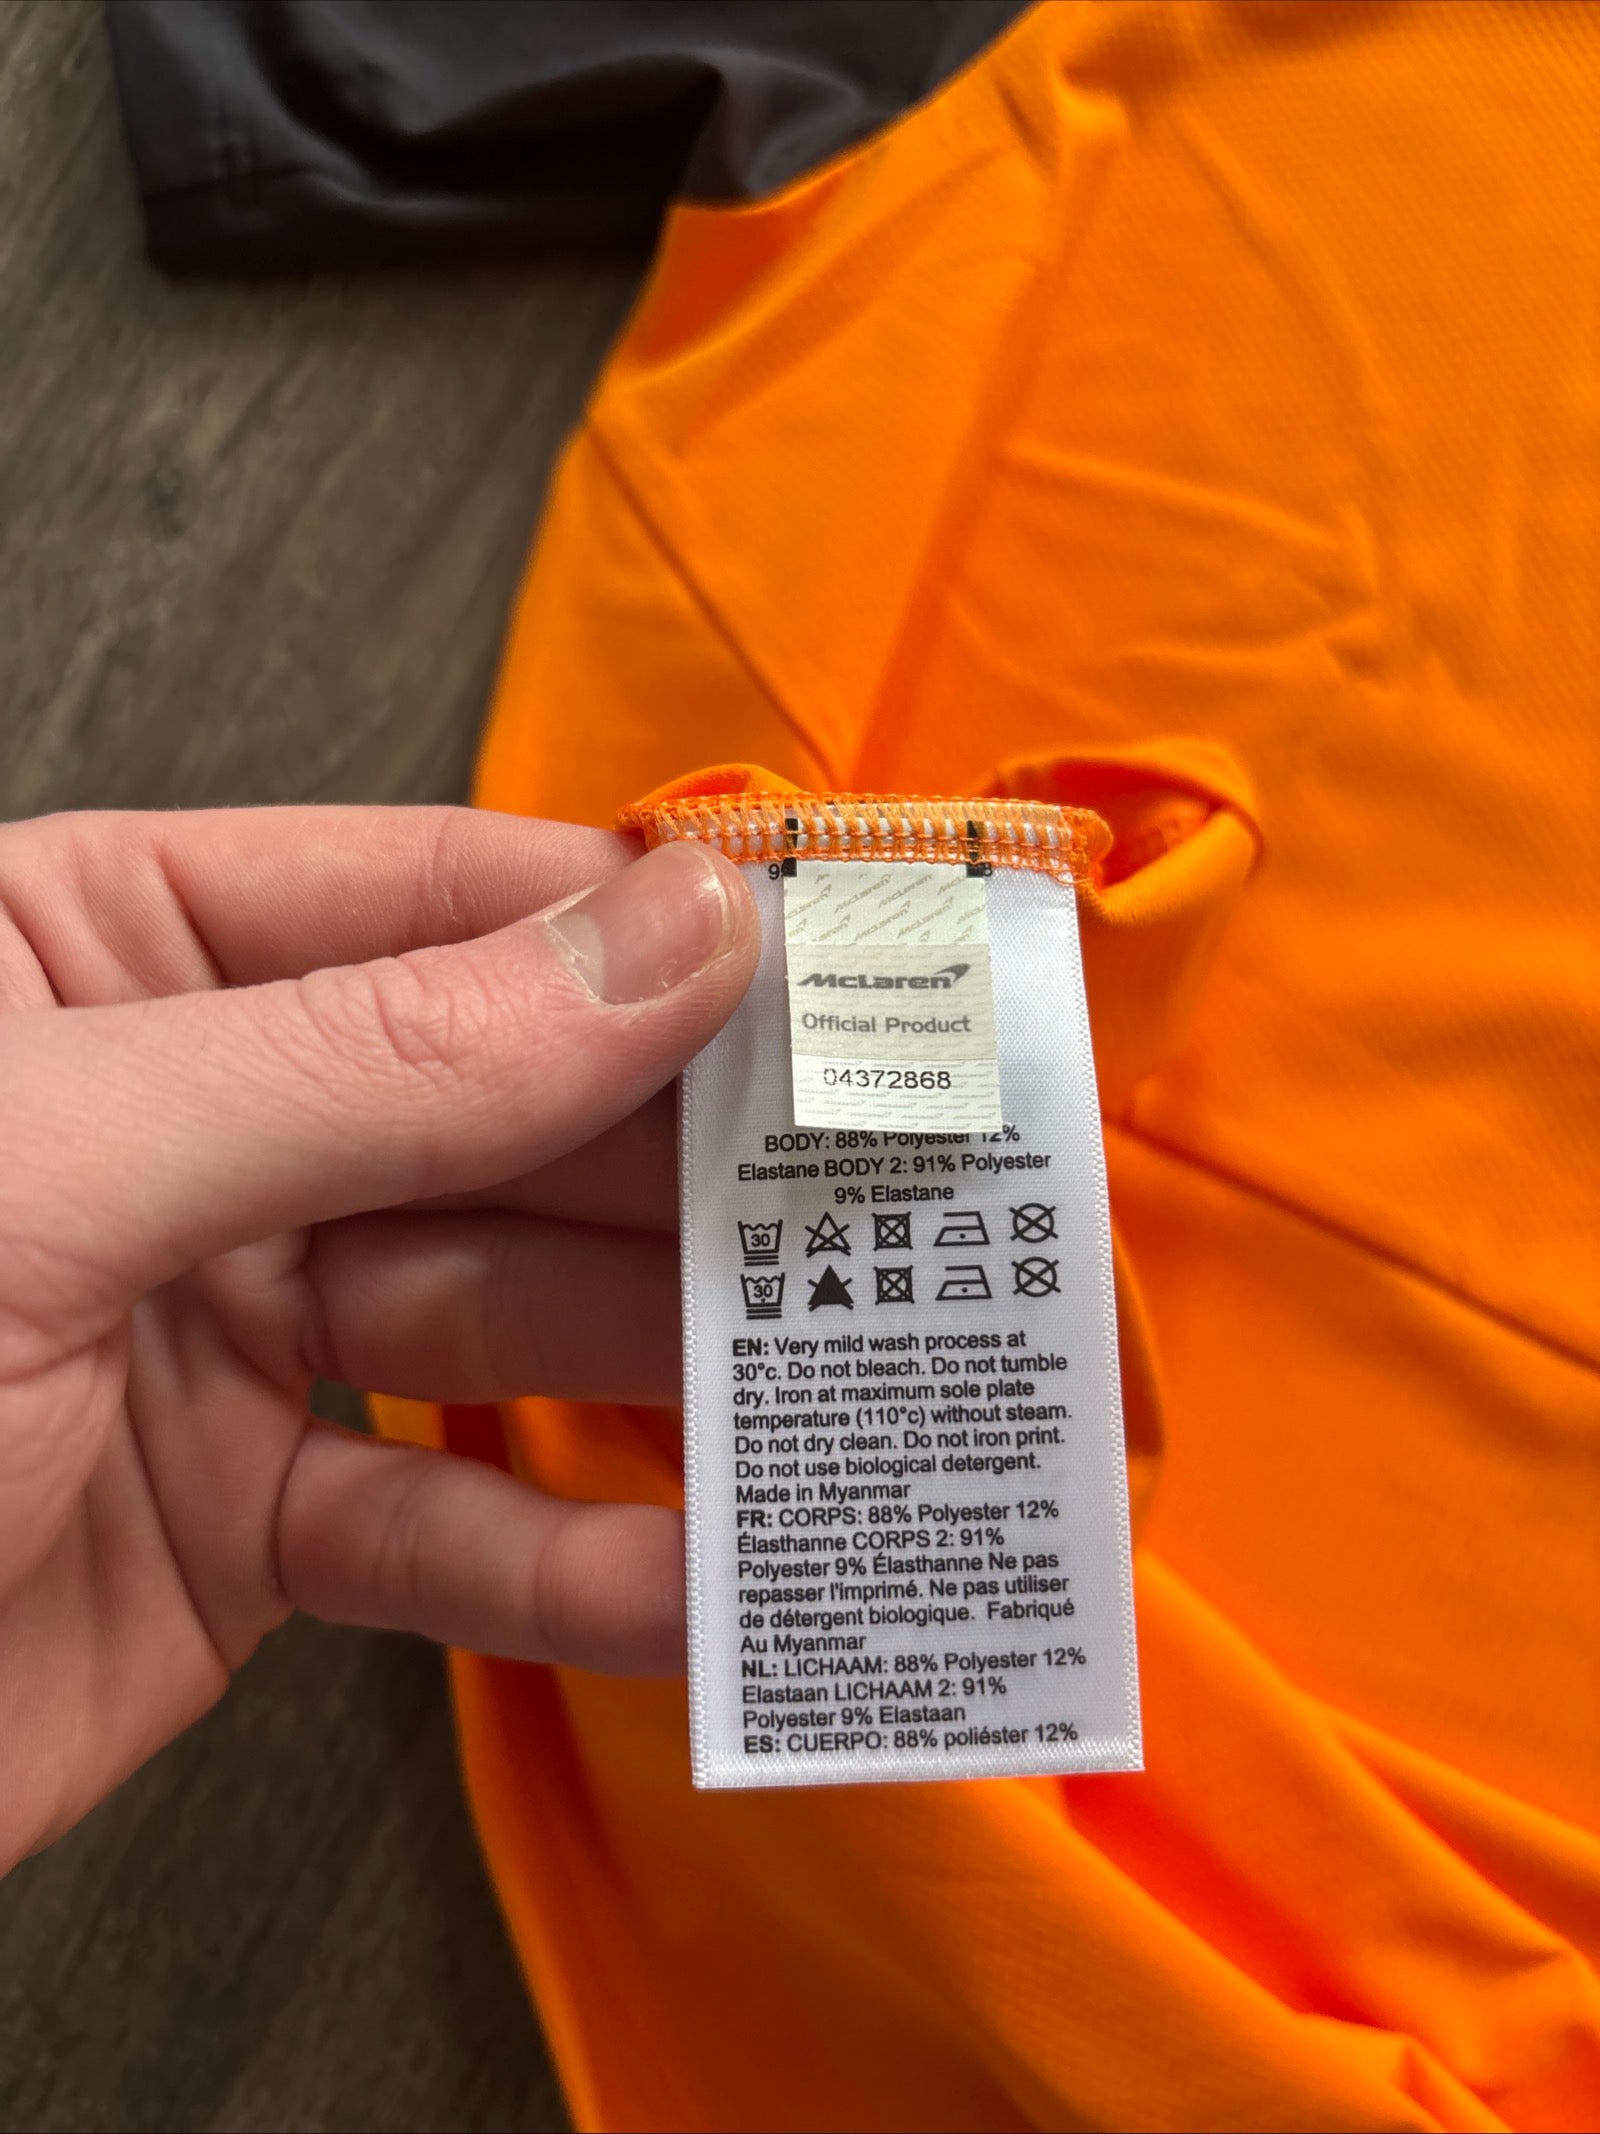 McLaren
Official Product
04372868
BODY: 88% Polyester 12%
Elastane BODY 2: 91% Polyester
9% Elastane
30
30
EN: Very mild wash process at
30°c. Do not bleach. Do not tumble
dry. Iron at maximum sole plate
temperature (110°c) without steam.
Do not dry clean. Do not iron print.
Do not use biological detergent.
Made in Myanmar
FR: CORPS: 88% Polyester 12%
Élasthanne CORPS 2: 91%
Polyester 9% Élasthanne Ne pas
repasser l'imprimé. Ne pas utiliser
de détergent biologique. Fabriqué
Au Myanmar
NL: LICHAAM: 88% Polyester 12%
Elastaan LICHAAM 2: 91%
Polyester 9% Elastaan
ES: CUERPO: 88% poliéster 12%